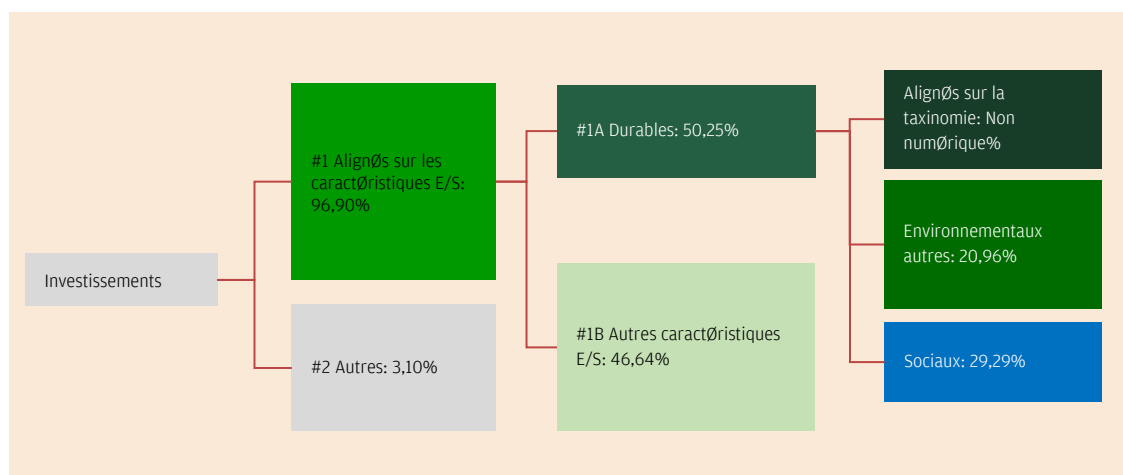 Investissements
#1 AlignØs sur les
caractØristiques E/S:
96,90%
#2 Autres: 3,10%
#1A Durables: 50,25%
#1B Autres caractØristiques
E/S: 46,64%
AlignØs sur la
taxinomie: Non
numØrique%
Environnementaux
autres: 20,96%
Sociaux: 29,29%